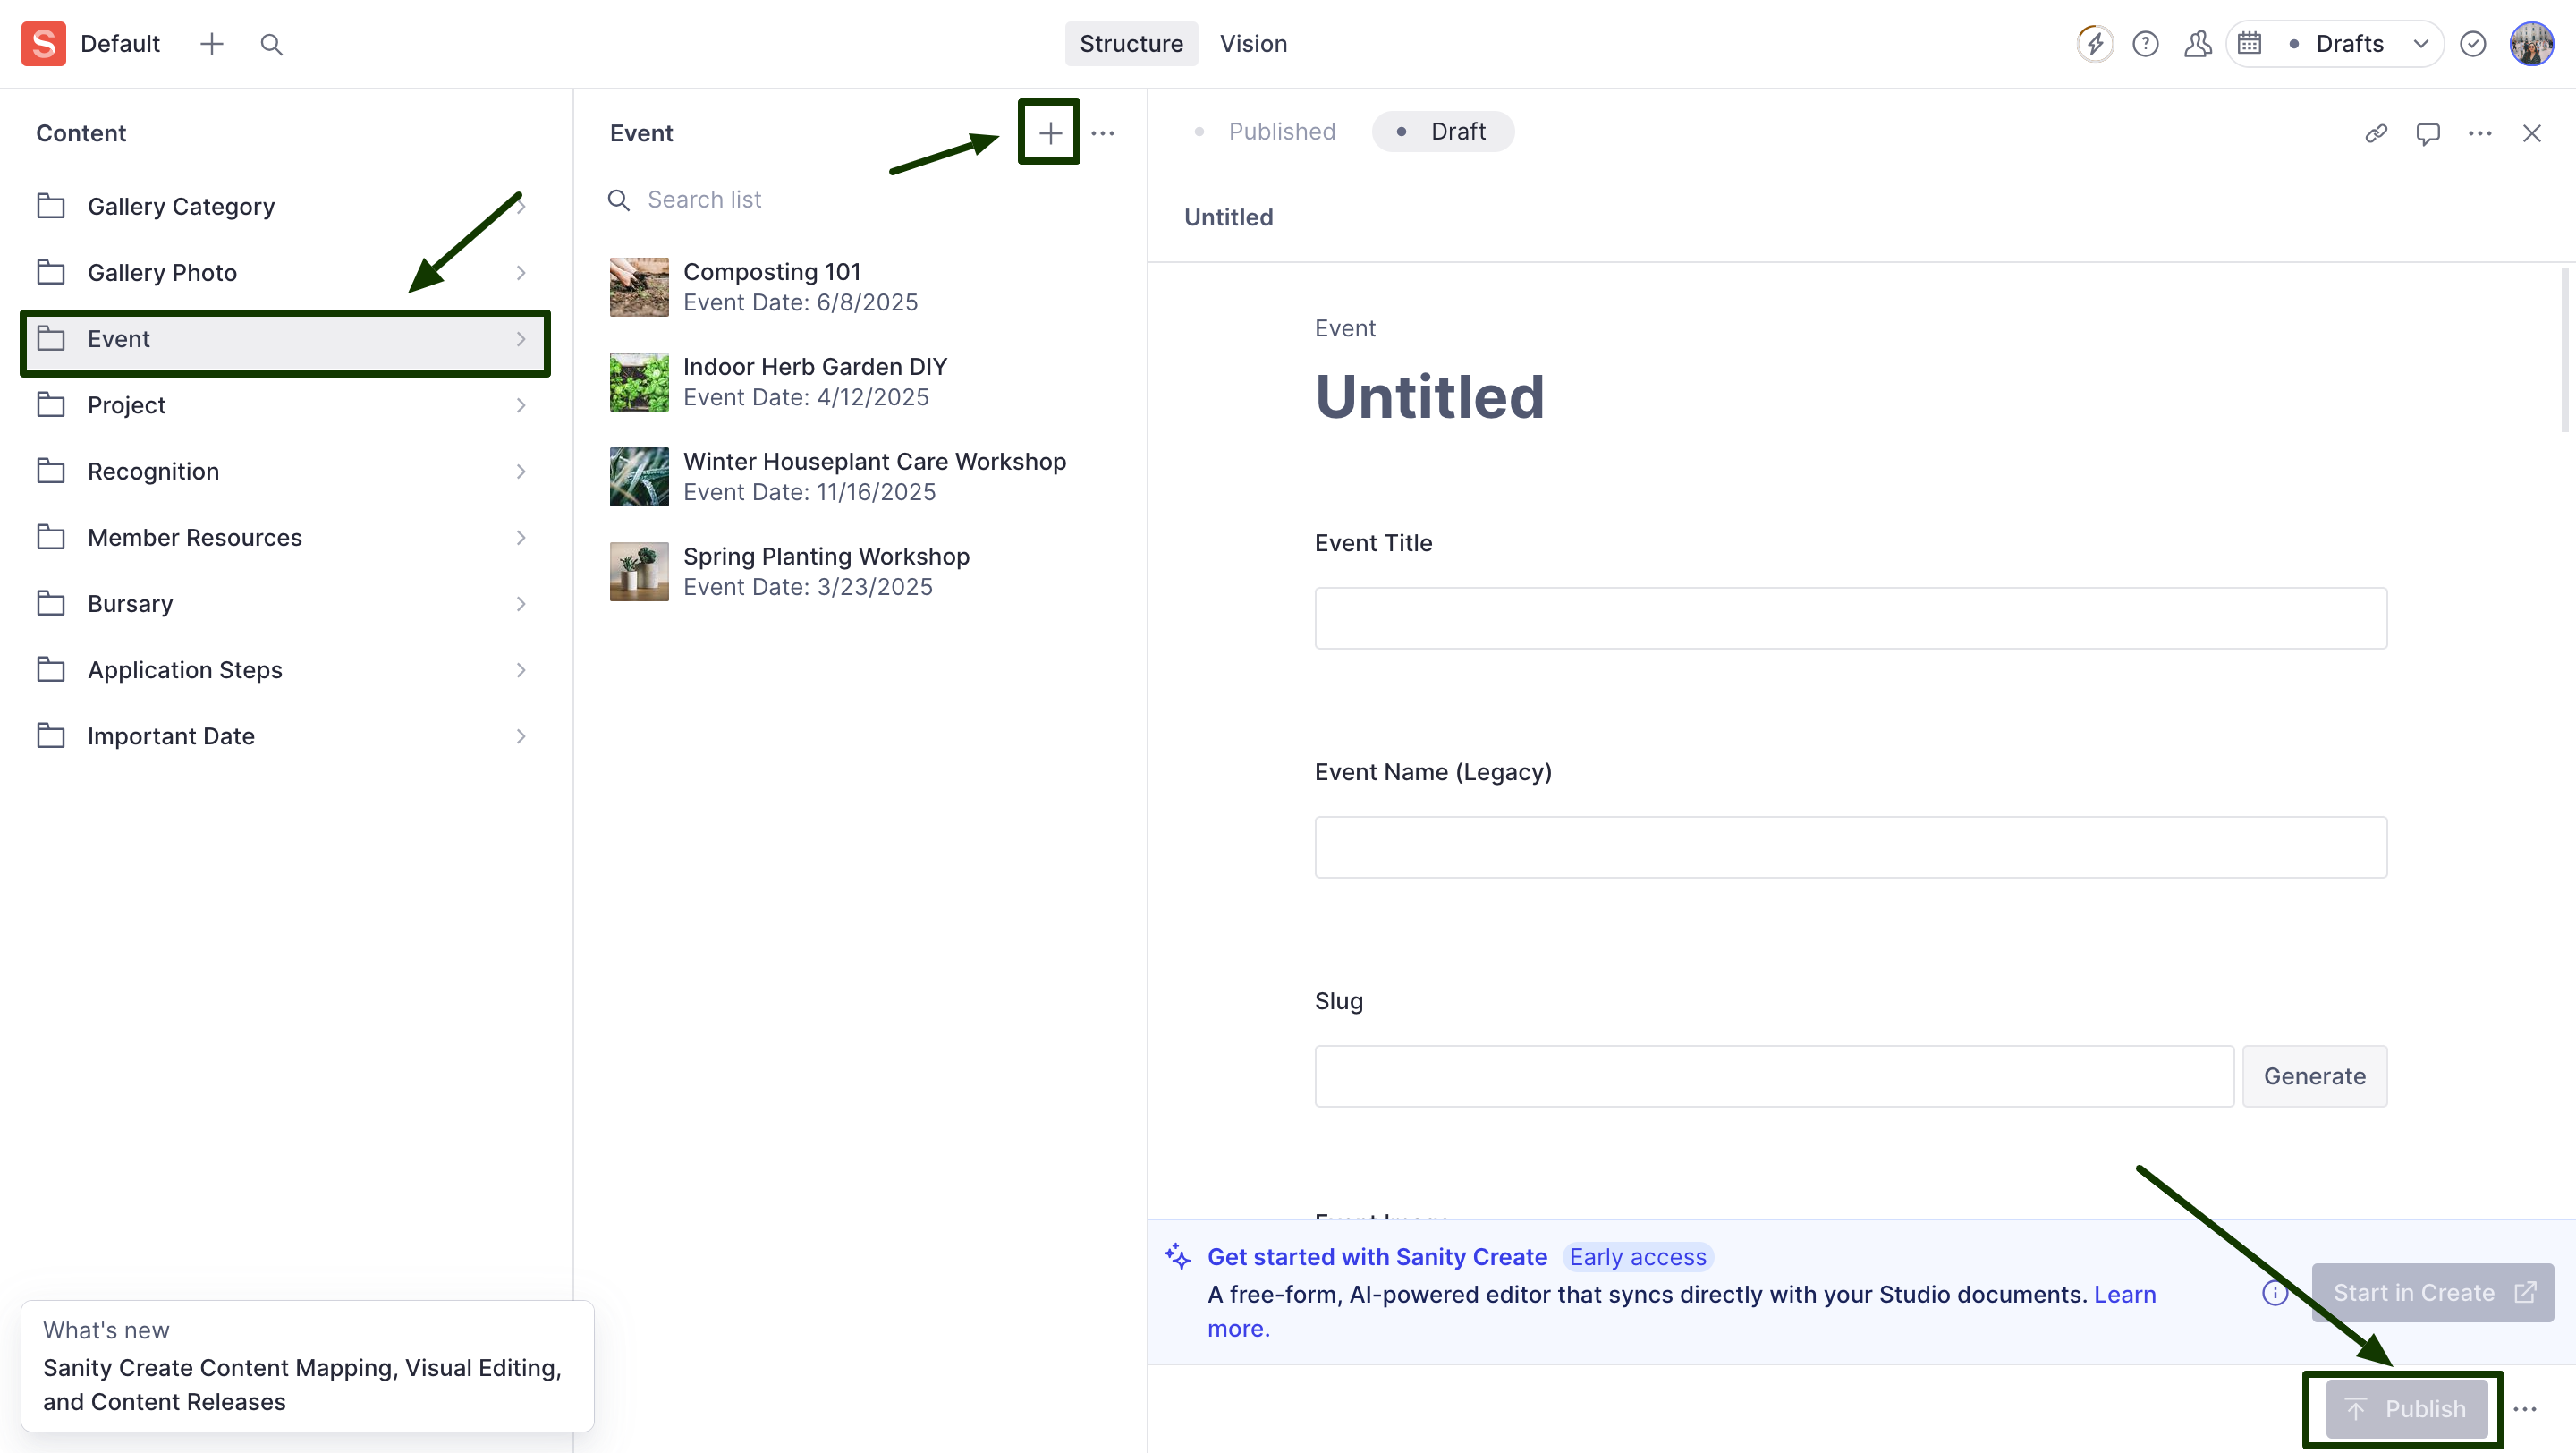 Default
Structure
Vision
Drafts
Content
Gallery Category
Gallery Photo
Event
Project
Recognition
Member Resources
Bursary
Application Steps
Important Date
What's new
Sanity Create Content Mapping, Visual Editing,
and Content Releases
Event
Search list
Composting 101
Event Date: 6/8/2025
Indoor Herb Garden DIY
Event Date: 4/12/2025
Winter Houseplant Care Workshop
Event Date: 11/16/2025
Spring Planting Workshop
Event Date: 3/23/2025
Published
Draft
Untitled
Event
Untitled
Event Title
Event Name (Legacy)
Slug
Generate
Get started with Sanity Create
Early access
A free-form, AI-powered editor that syncs directly with your Studio documents. Learn
more.
Start in Create
Publish